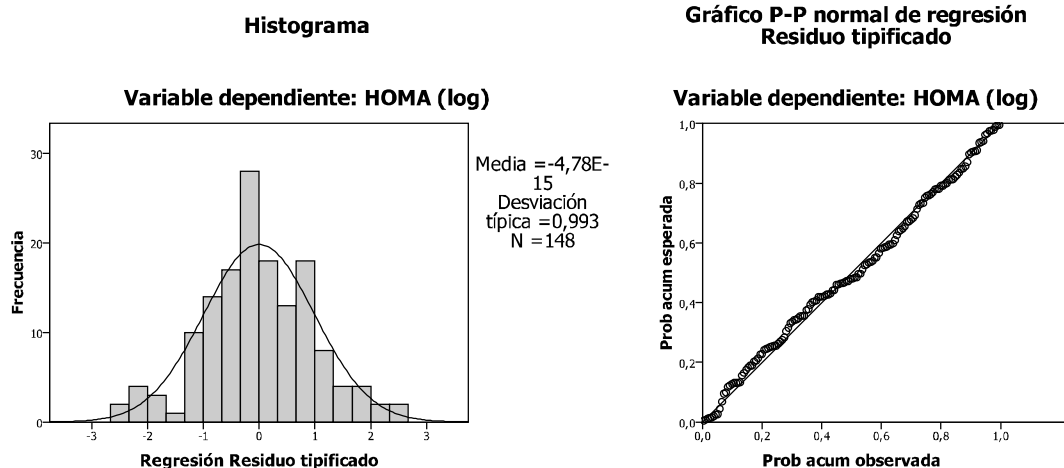 Histograma
Variable dependiente: HOMA (log)
Frecuencia
30
20
10
0
-3
-2
-1
0
1
2
3
Regresión Residuo tipificado
Media =-4,78E-
15
Desviación
típica =0,993
N =148
Gráfico P-P normal de regresión
Residuo tipificado
Variable dependiente: HOMA (log)
Prob acum esperada
1,0
0,8
0,6
0,4
0,2
0,0
0,0
0,2
0,4
0,6
0,8
1,0
Prob acum observada